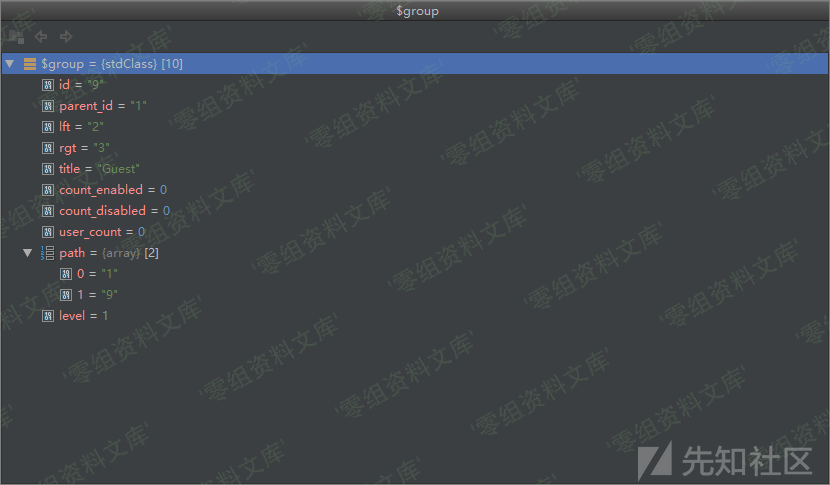 $group
$group = {stdClass} [10]
id = "9"
parent_id = "1"
lft = "2"
rgt = "3"
title = "Guest"
count_enabled = 0
count_disabled = 0
user_count = 0
path = {array} [2]
0 = "1"
1 = "9"
level = 1
'零组资料文库'
先知社区